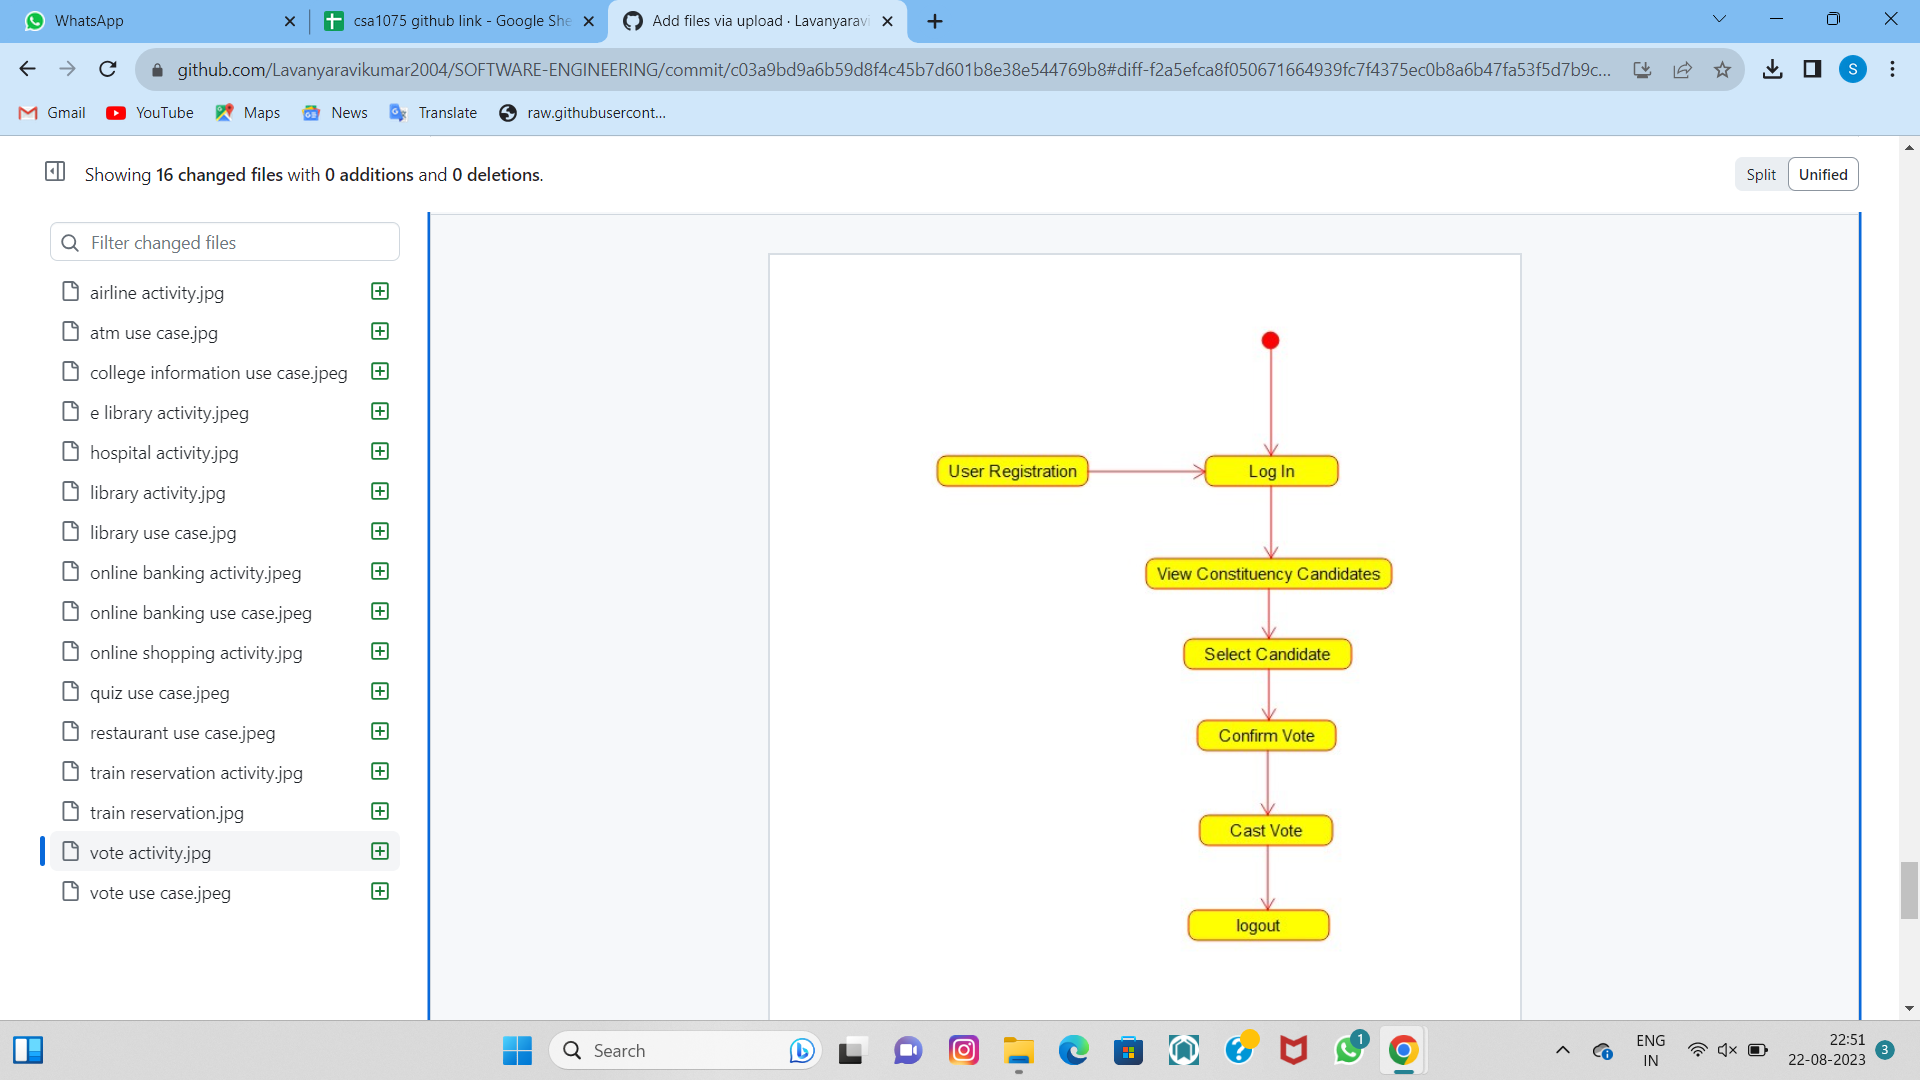 WhatsApp
csa1075 github link - Google She
Add files via upload · Lavanyaravi
github.com/Lavanyaravikumar2004/SOFTWARE-ENGINEERING/commit/c03a9bd9a6b59d8f4c45b7d601b8e38e544769b8#diff-f2a5efca8f050671664939fc7f4375ec0b8a6b47fa53f5d7b9c...
S
Gmail
YouTube
Maps
News
Translate
raw.githubusercont...
Showing 16 changed files with 0 additions and 0 deletions.
Split
Unified
Filter changed files
airline activity.jpg
atm use case.jpg
college information use case.jpeg
e library activity.jpeg
hospital activity.jpg
library activity.jpg
library use case.jpg
online banking activity.jpeg
online banking use case.jpeg
online shopping activity.jpg
quiz use case.jpeg
restaurant use case.jpeg
train reservation activity.jpg
train reservation.jpg
vote activity.jpg
vote use case.jpeg
User Registration
Log In
View Constituency Candidates
Select Candidate
Confirm Vote
Cast Vote
logout
Search
1
ENG
IN
22:51
22-08-2023
3